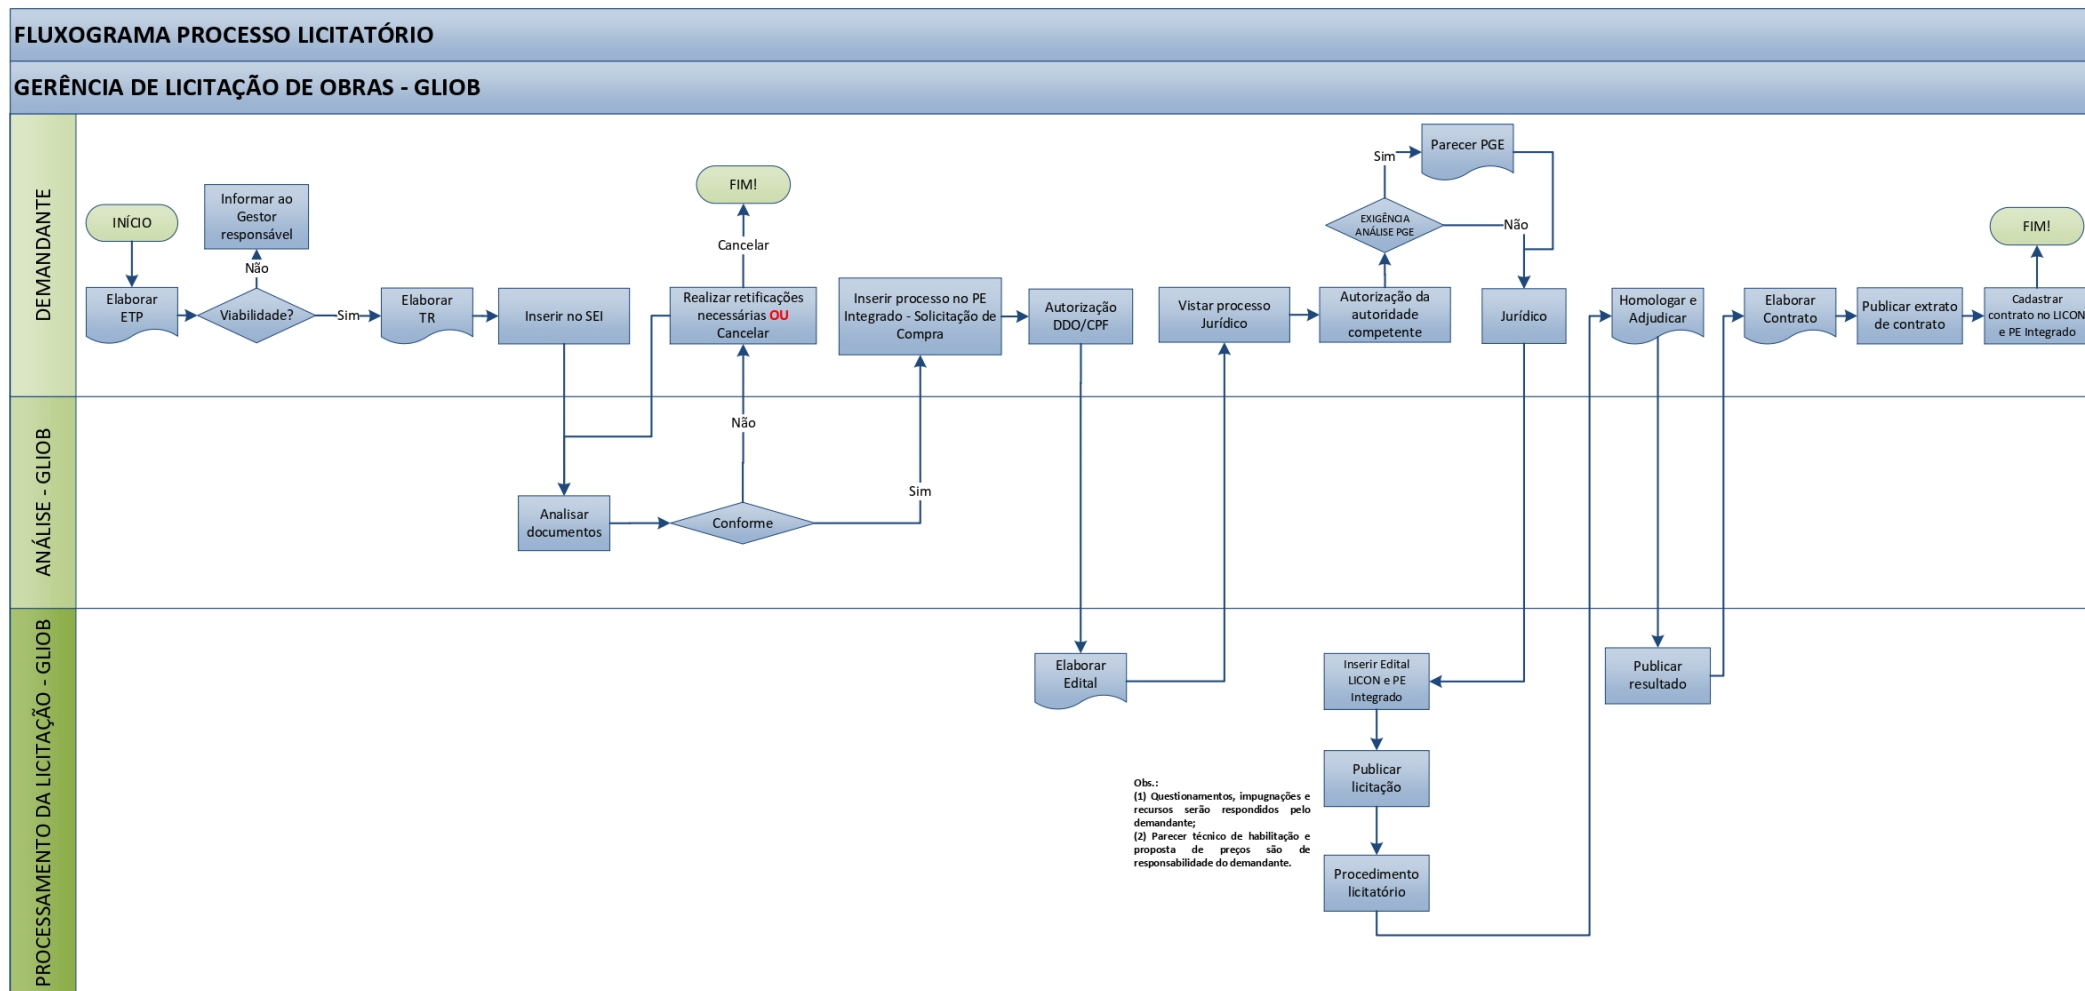 FLUXOGRAMA PROCESSO LICITATÓRIO
GERÊNCIA DE LICITAÇÃO DE OBRAS - GLIOB
DEMANDANTE
INÍCIO
Elaborar
ETP
Informar ao
Gestor
responsável
Não
Viabilidade?
Sim
Elaborar
TR
Inserir no SEI
FIM!
Cancelar
Realizar retificações
necessárias OU
Cancelar
Inserir processo no PE
Integrado - Solicitação de
Compra
Autorização
DDO/CPF
Vistar processo
Jurídico
Autorização da
autoridade
competente
EXIGÊNCIA
ANÁLISE PGE
Sim
Parecer PGE
Não
Jurídico
Homologar e
Adjudicar
Elaborar
Contrato
Publicar extrato
de contrato
Cadastrar
contrato no LICON
e PE Integrado
FIM!
ANÁLISE - GLIOB
Analisar
documentos
Conforme
Não
Sim
PROCESSAMENTO DA LICITAÇÃO - GLIOB
Elaborar
Edital
Inserir Edital
LICON e PE
Integrado
Publicar
licitação
Procedimento
licitatório
Publicar
resultado
Obs.:
(1) Questionamentos, impugnações e
recursos serão respondidos pelo
demandante;
(2) Parecer técnico de habilitação e
proposta de preços são de
responsabilidade do demandante.